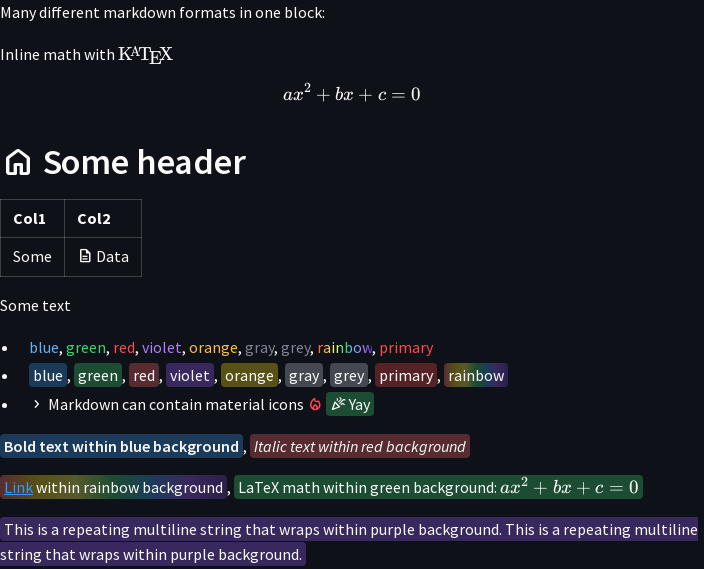 Many different markdown formats in one block:
Inline math with KATEX
ax² + bx + c = 0
Some header
Col1 Col2
Some Data
Some text
blue, green, red, violet, orange, gray, grey, rainbow, primary
blue, green, red, violet, orange, gray, grey, primary, rainbow
Markdown can contain material icons Yay
Bold text within blue background, Italic text within red background
Link within rainbow background, LaTeX math within green background: ax² + bx + c = 0
This is a repeating multiline string that wraps within purple background. This is a repeating multiline
string that wraps within purple background.